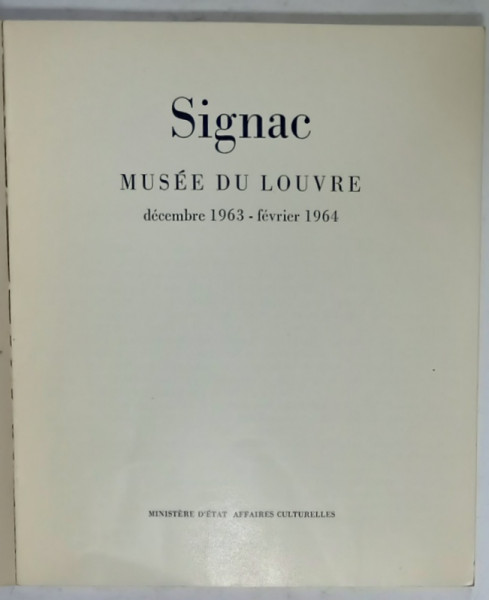 Signac
MUSÉE DU LOUVRE
décembre 1963 - février 1964
MINISTÈRE D'ÉTAT AFFAIRES CULTURELLES